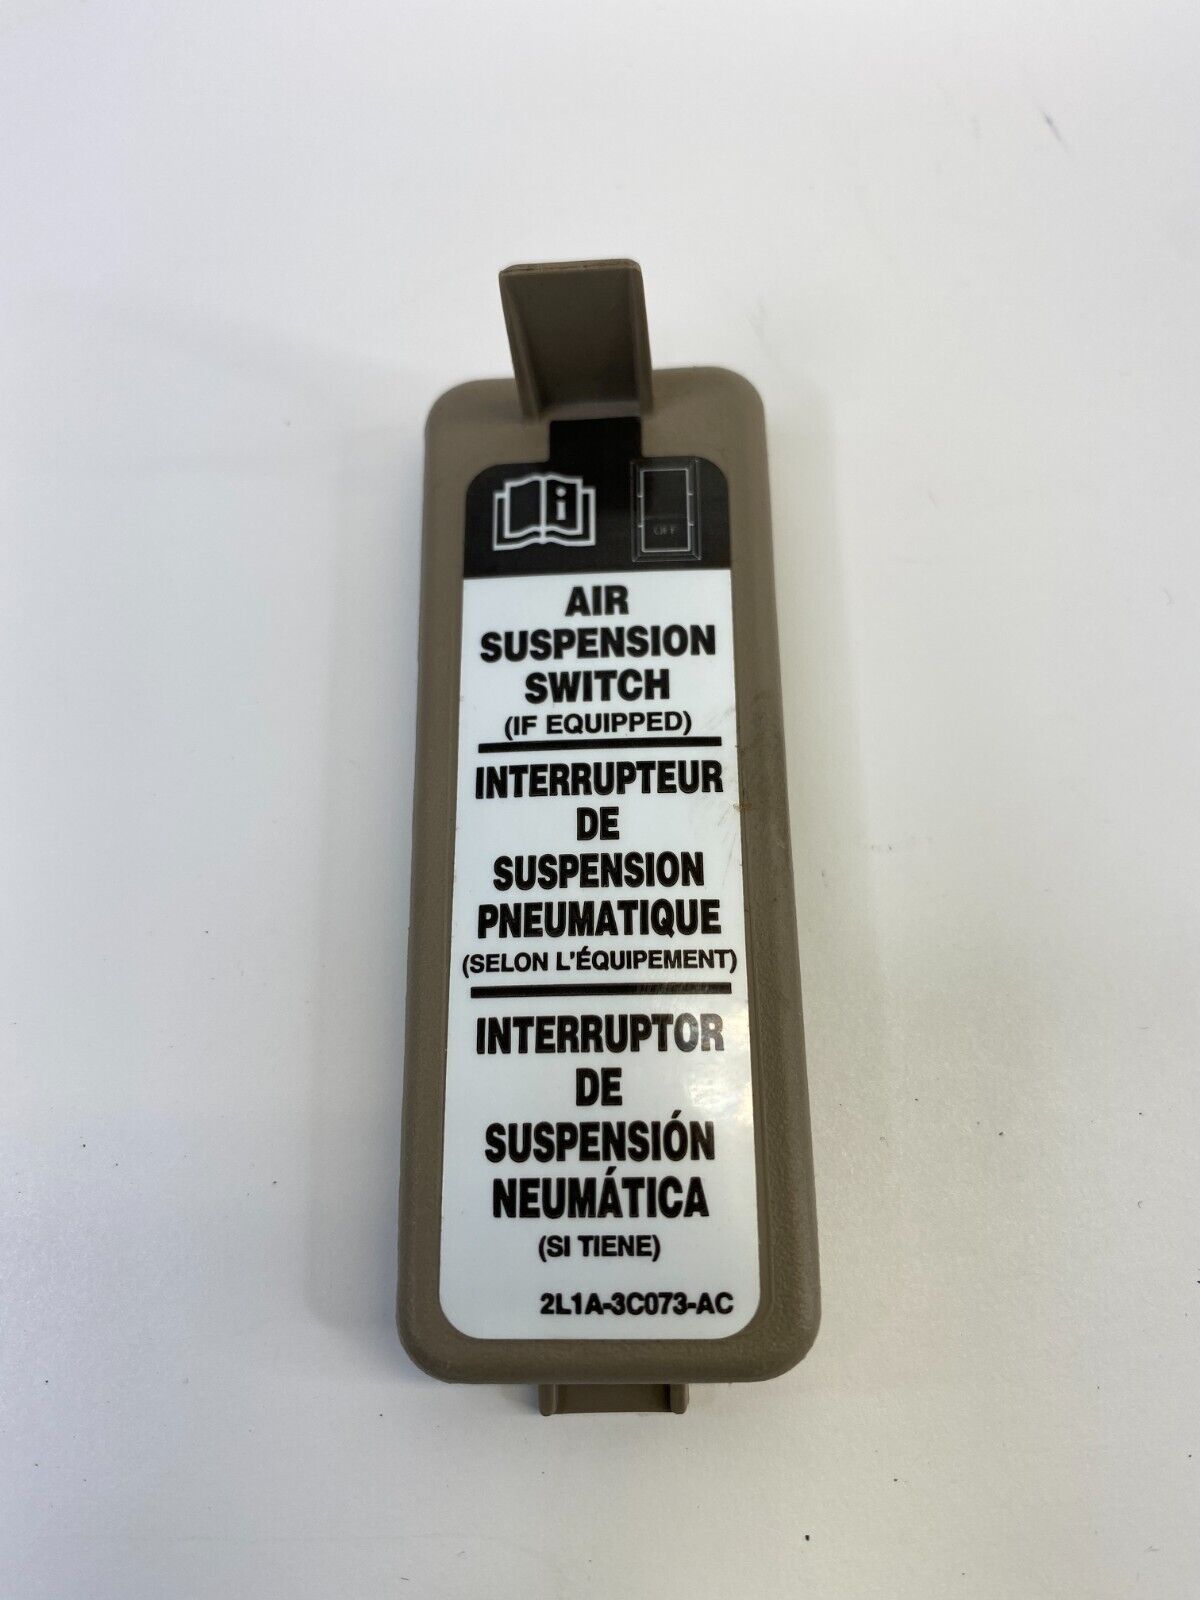 i
OFF
AIR
SUSPENSION
SWITCH
(IF EQUIPPED)
INTERRUPTEUR
DE
SUSPENSION
PNEUMATIQUE
(SELON L'ÉQUIPEMENT)
INTERRUPTOR
DE
SUSPENSIÓN
NEUMÁTICA
(SI TIENE)
2L1A-3C073-AC